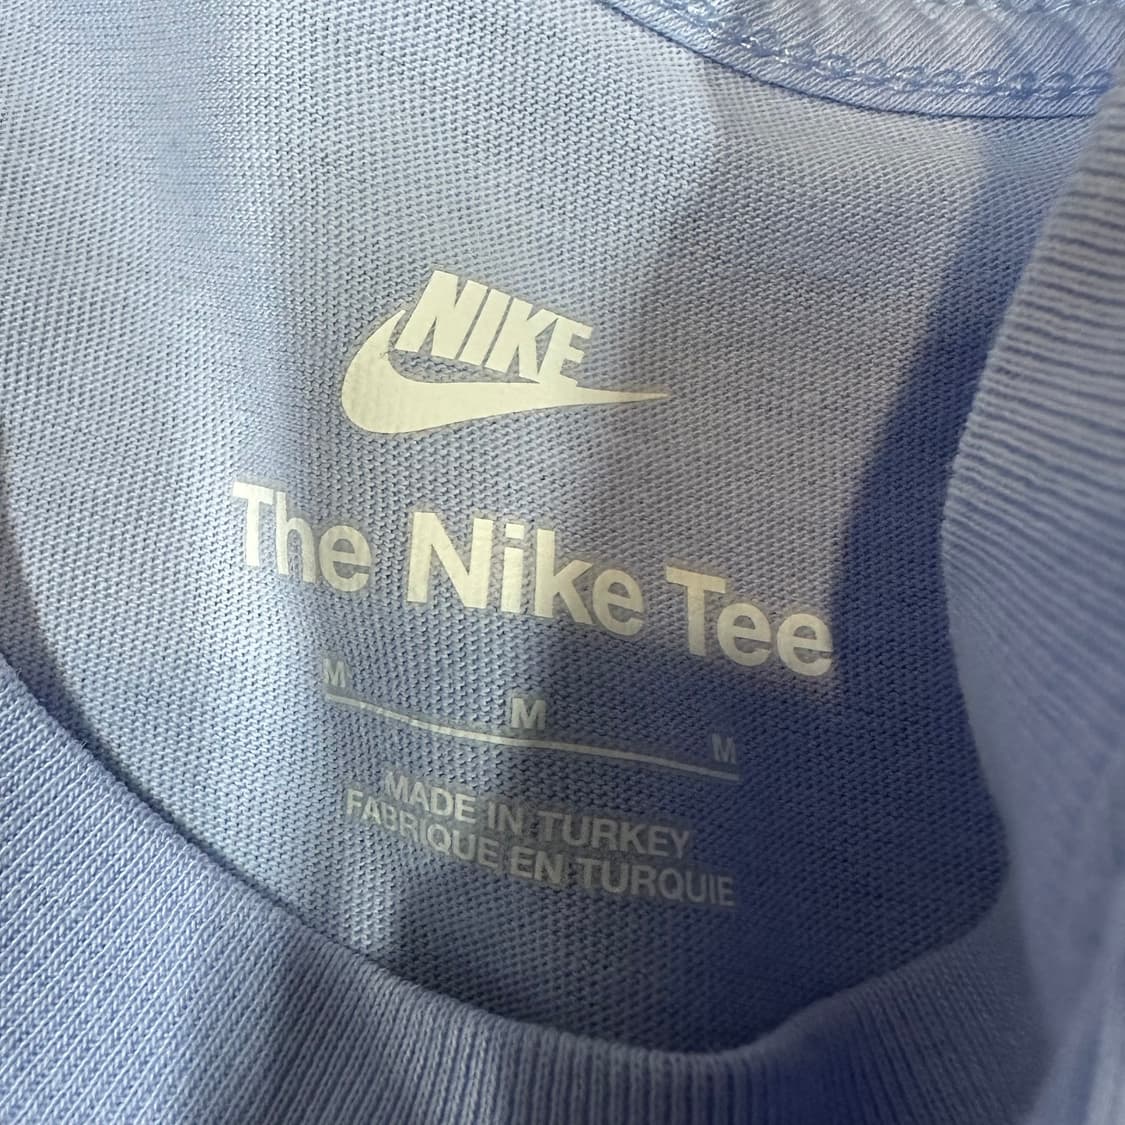 NIKE
The Nike Tee
M M M
MADE IN TURKEY
FABRIQUE EN TURQUIE